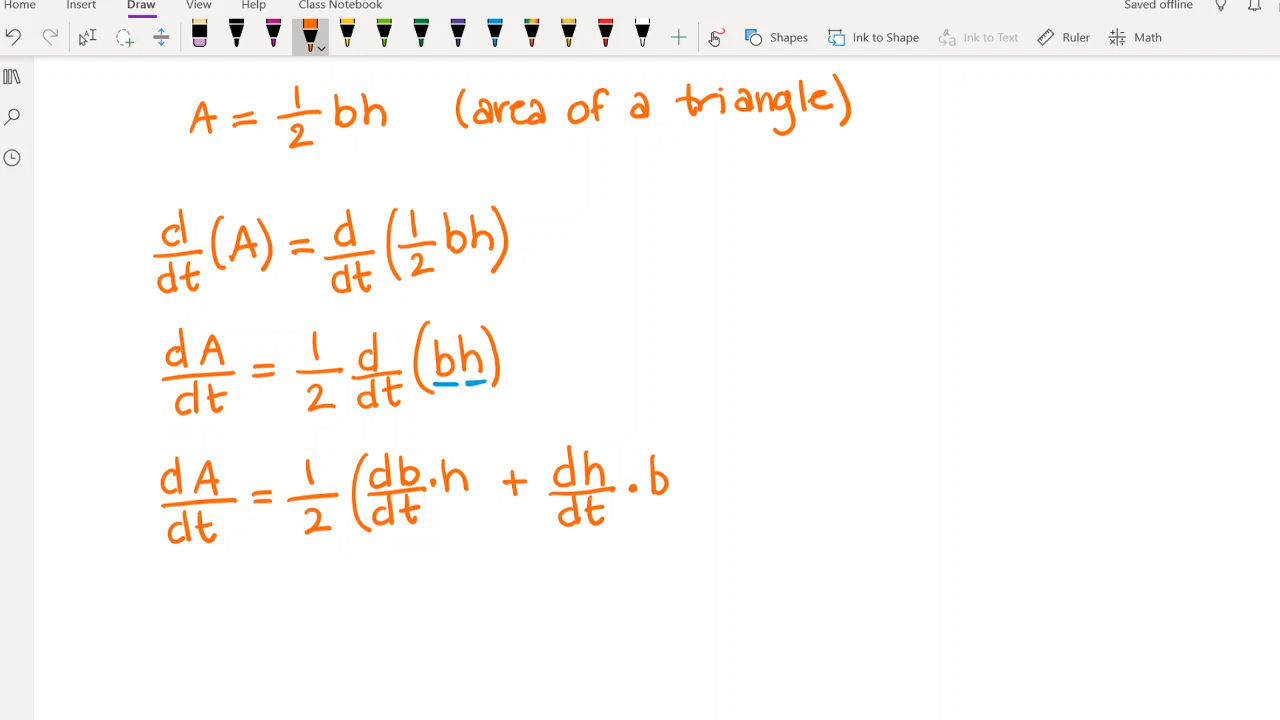 Home Insert Draw View Help Class Notebook Saved offline
Shapes Ink to Shape Ink to Text Ruler Math
A = 1/2 bh (area of a triangle)
d/dt (A) = d/dt (1/2 bh)
dA/dt = 1/2 d/dt (bh)
dA/dt = 1/2 (db/dt · h + dh/dt · b